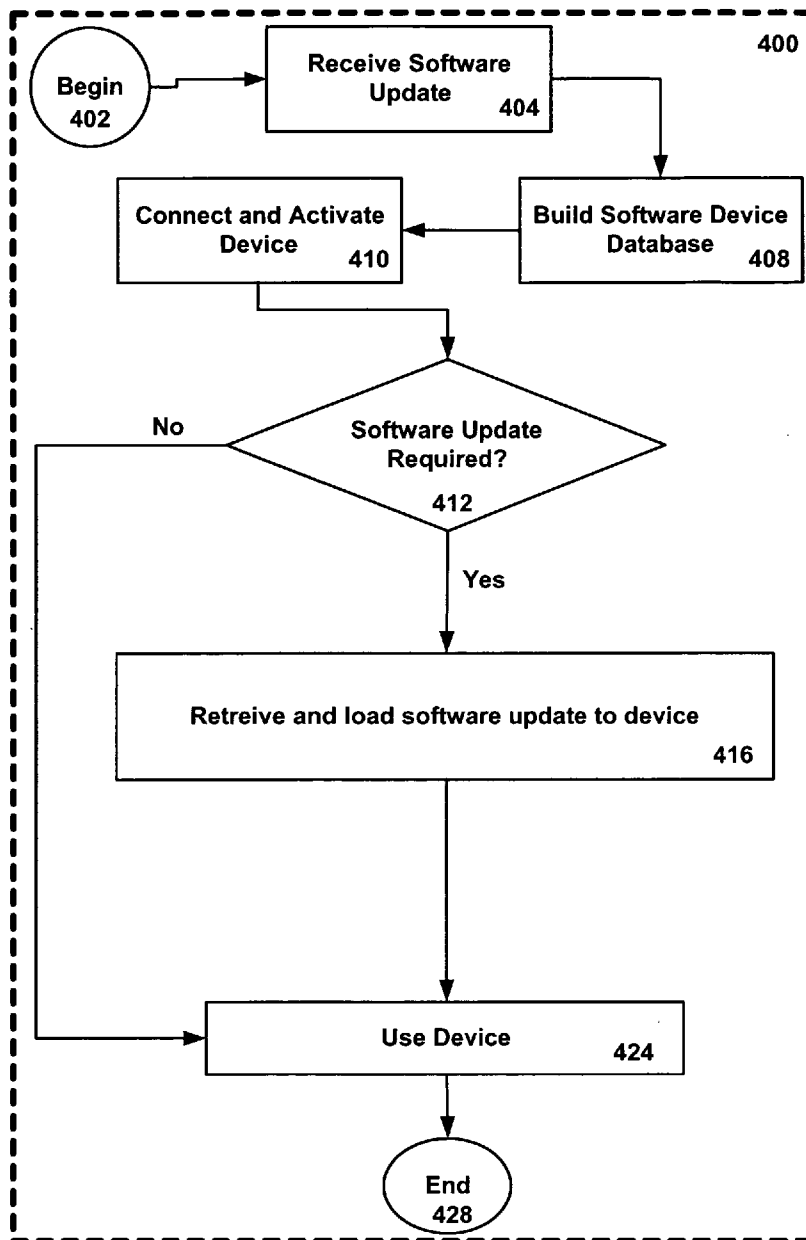 400
Begin
402
Receive Software
Update
404
Connect and Activate
Device
410
Build Software Device
Database
408
No
Software Update
Required?
412
Yes
Retreive and load software update to device
416
Use Device
424
End
428